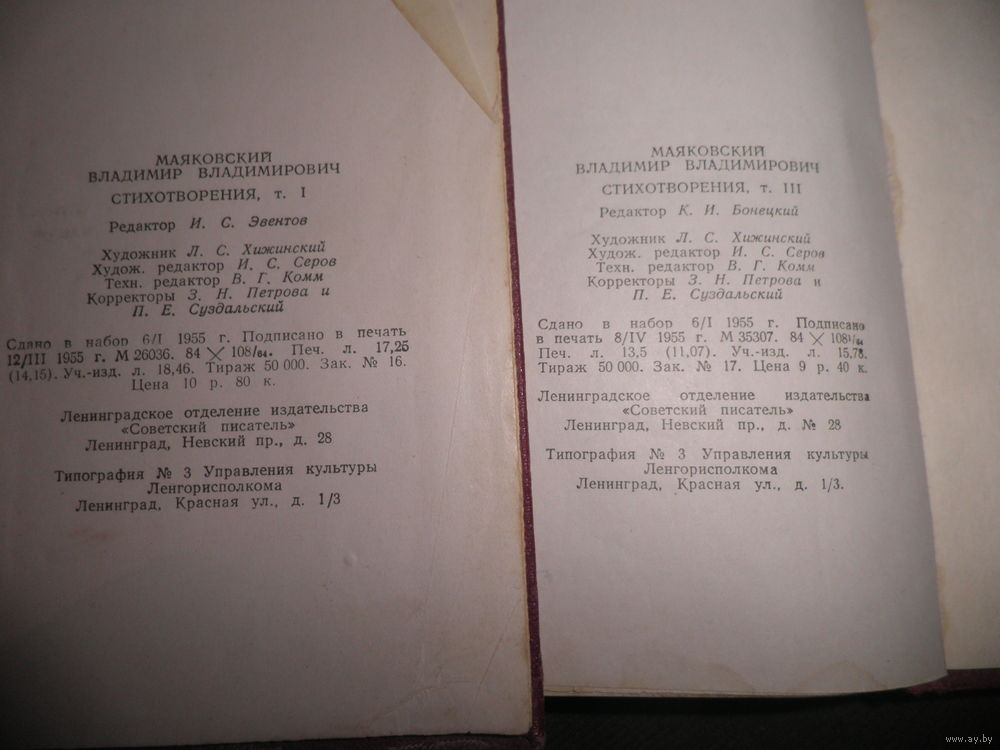 МАЯКОВСКИЙ
ВЛАДИМИР ВЛАДИМИРОВИЧ
СТИХОТВОРЕНИЯ, т. I
Редактор И. С. Эвентов
Художник Л. С. Хижинский
Худож. редактор И. С. Серов
Техн. редактор В. Г. Комм
Корректоры З. Н. Петрова и
П. Е. Суздальский
Сдано в набор 6/I 1955 г. Подписано в печать
12/III 1955 г. М 26036. 84 × 108/64. Печ. л. 17,25
(14,15). Уч.-изд. л. 18,46. Тираж 50 000. Зак. № 16.
Цена 10 р. 80 к.
Ленинградское отделение издательства
«Советский писатель»
Ленинград, Невский пр., д. 28
Типография № 3 Управления культуры
Ленгорисполкома
Ленинград, Красная ул., д. 1/3
МАЯКОВСКИЙ
ВЛАДИМИР ВЛАДИМИРОВИЧ
СТИХОТВОРЕНИЯ, т. III
Редактор К. И. Бонецкий
Художник Л. С. Хижинский
Худож. редактор И. С. Серов
Техн. редактор В. Г. Комм
Корректоры З. Н. Петрова и
П. Е. Суздальский
Сдано в набор 6/I 1955 г. Подписано
в печать 8/IV 1955 г. М 35307. 84 × 108¹/₆₄
Печ. л. 13,5 (11,07). Уч.-изд. л. 15,78.
Тираж 50 000. Зак. № 17. Цена 9 р. 40 к.
Ленинградское отделение издательства
«Советский писатель»
Ленинград, Невский пр., д. № 28
Типография № 3 Управления культуры
Ленгорисполкома
Ленинград, Красная ул., д. 1/3.
www.ay.by